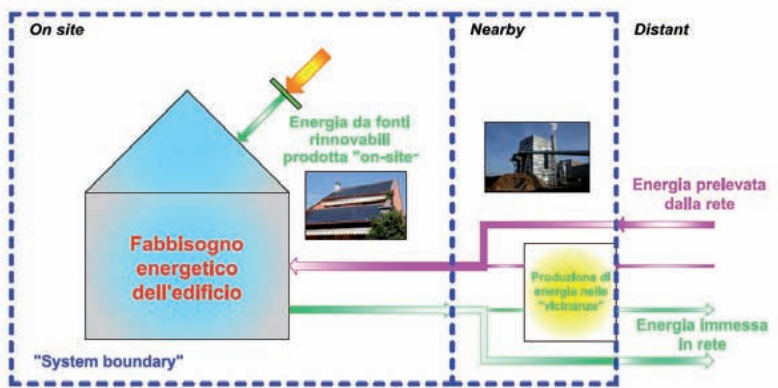 On site
Nearby
Distant
Energia da fonti
rinnovabili
prodotta "on-site"
Energia prelevata
dalla rete
Fabbisogno
energetico
dell'edificio
Produzione di
energia nelle
"vicinanze"
Energia immessa
in rete
"System boundary"